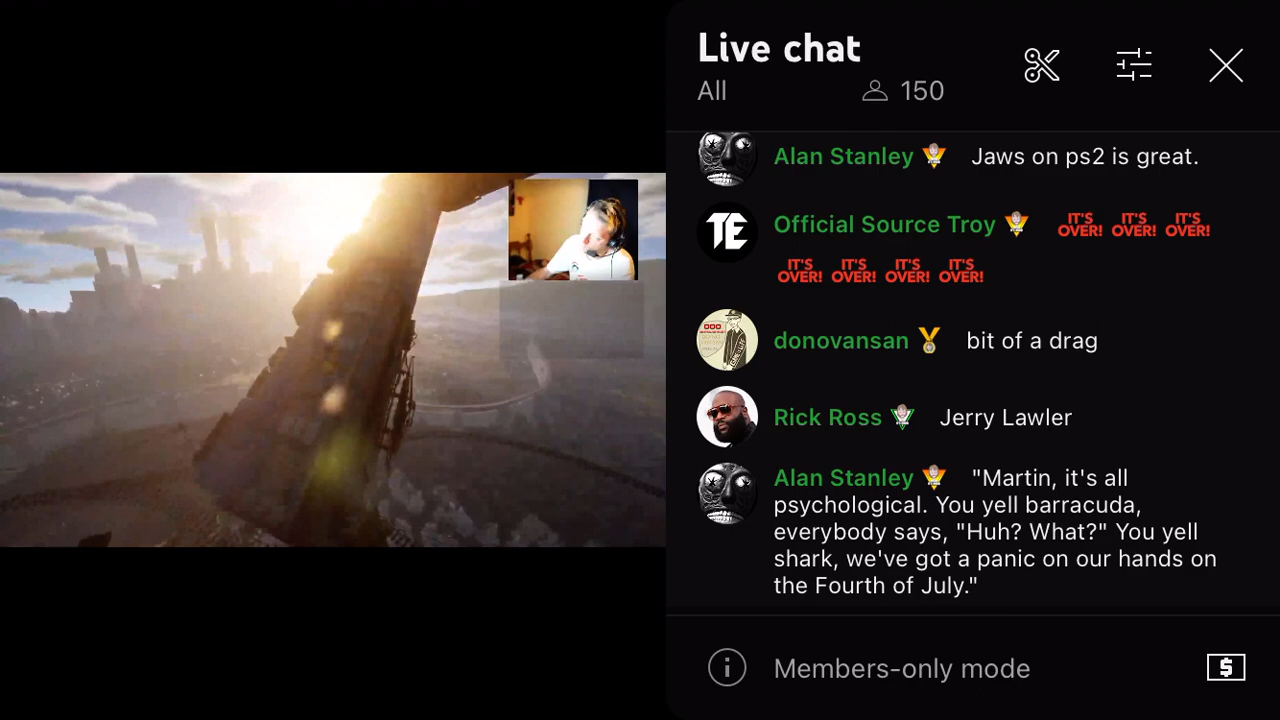 Live chat
All 150
Alan Stanley Jaws on ps2 is great.
TE Official Source Troy IT'S OVER! IT'S OVER! IT'S OVER!
IT'S OVER! IT'S OVER! IT'S OVER! IT'S OVER!
donovansan bit of a drag
Rick Ross Jerry Lawler
Alan Stanley "Martin, it's all
psychological. You yell barracuda,
everybody says, "Huh? What?" You yell
shark, we've got a panic on our hands on
the Fourth of July."
Members-only mode